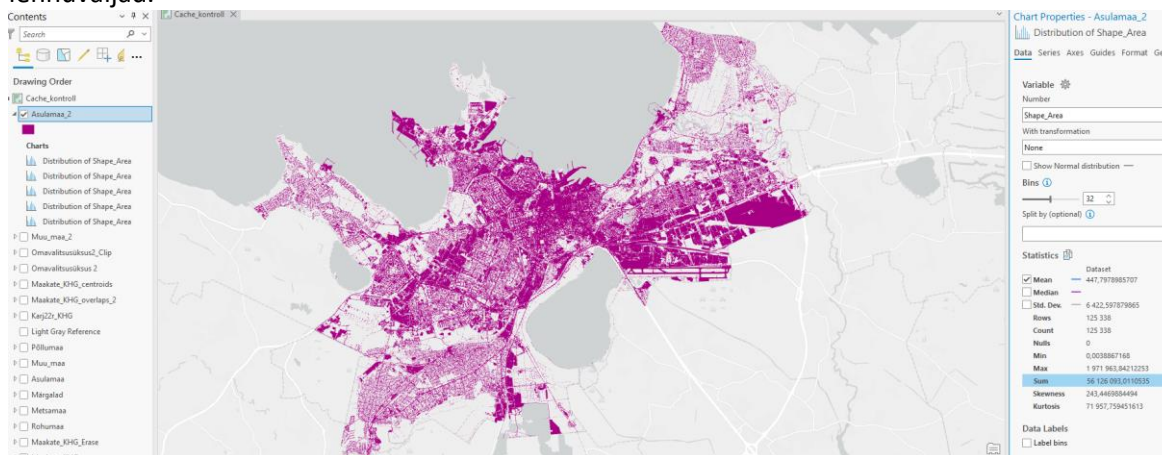 lennuväljad.
Contents
Cache_kontroll
Search
Drawing Order
Cache_kontroll
Asulamaa_2
Charts
Distribution of Shape_Area
Distribution of Shape_Area
Distribution of Shape_Area
Distribution of Shape_Area
Distribution of Shape_Area
Muu_maa_2
Omavalitsusüksus2_Clip
Omavalitsusüksus 2
Maakate_KHG_centroids
Maakate_KHG_overlaps_2
Karj22r_KHG
Light Gray Reference
Põllumaa
Muu_maa
Asulamaa
Märgalad
Metsamaa
Rohumaa
Maakate_KHG_Erase
Chart Properties - Asulamaa_2
Distribution of Shape_Area
Data Series Axes Guides Format Ge
Variable
Number
Shape_Area
With transformation
None
Show Normal distribution
Bins
32
Split by (optional)
Statistics
Dataset
Mean 447,7978985707
Median
Std. Dev. 6 422,597879865
Rows 125 338
Count 125 338
Nulls 0
Min 0,0038867168
Max 1 971 963,84212253
Sum 56 126 093,0110535
Skewness 243,4469884494
Kurtosis 71 957,759451613
Data Labels
Label bins